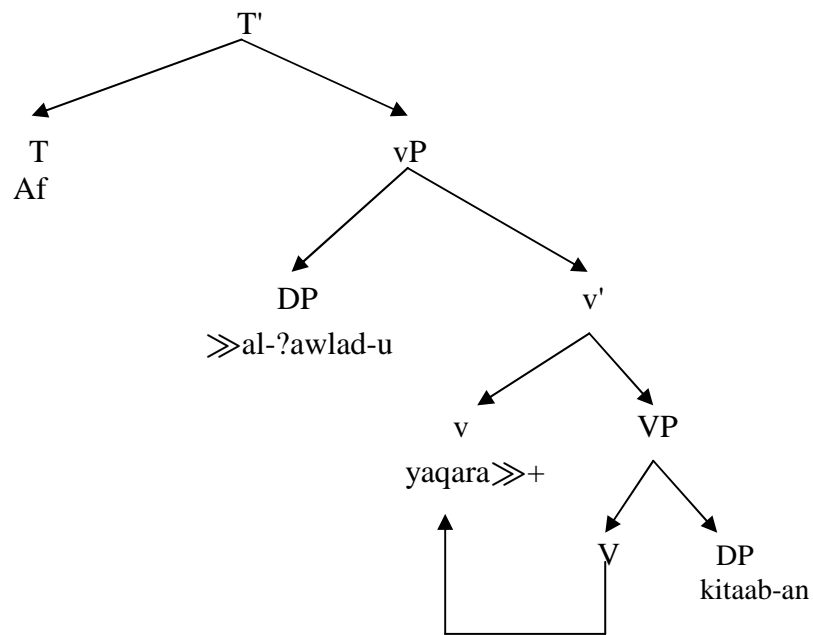 T'
T
vP
Af
DP
v'
≫al-?awlad-u
v
VP
yaqara≫+
V
DP
kitaab-an